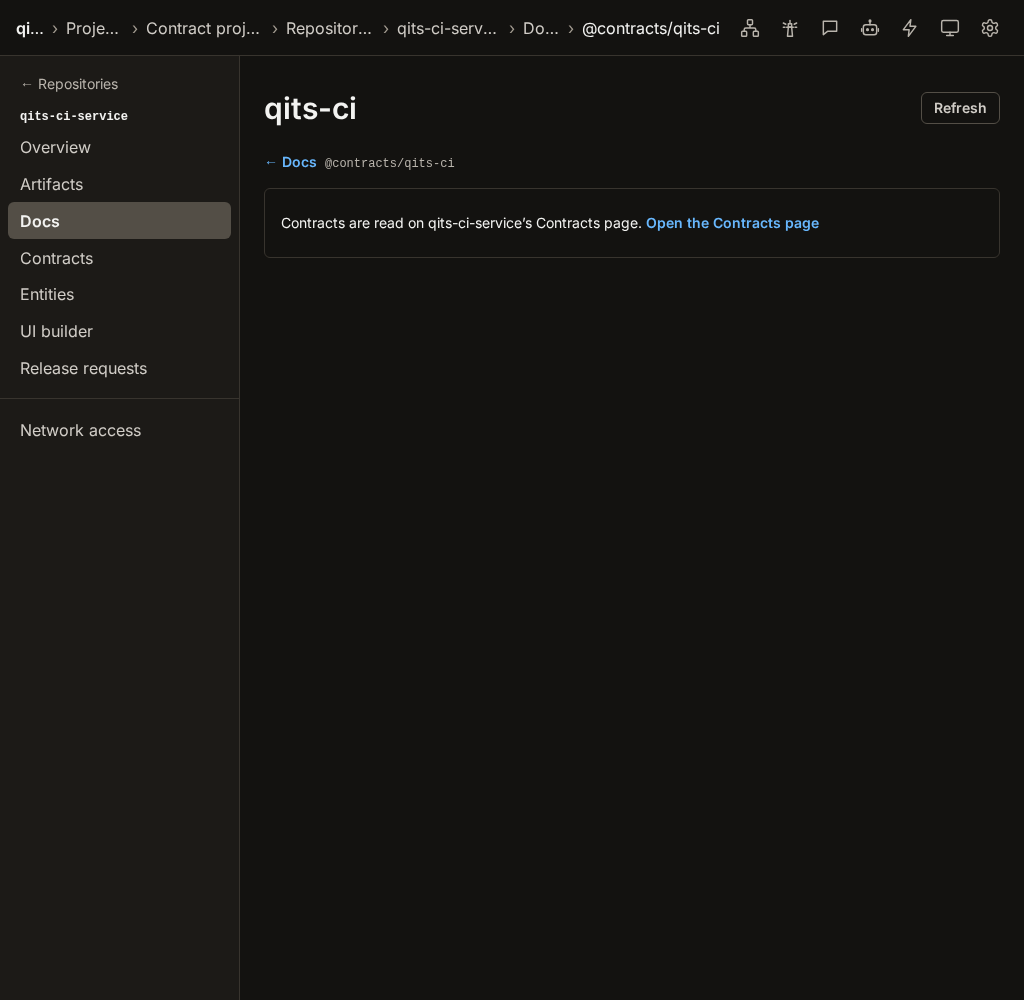 qi… › Proje… › Contract proj… › Repositor… › qits-ci-serv… › Do… › @contracts/qits-ci
← Repositories
qits-ci-service
Overview
Artifacts
Docs
Contracts
Entities
UI builder
Release requests
Network access
qits-ci
Refresh
← Docs @contracts/qits-ci
Contracts are read on qits-ci-service’s Contracts page. Open the Contracts page